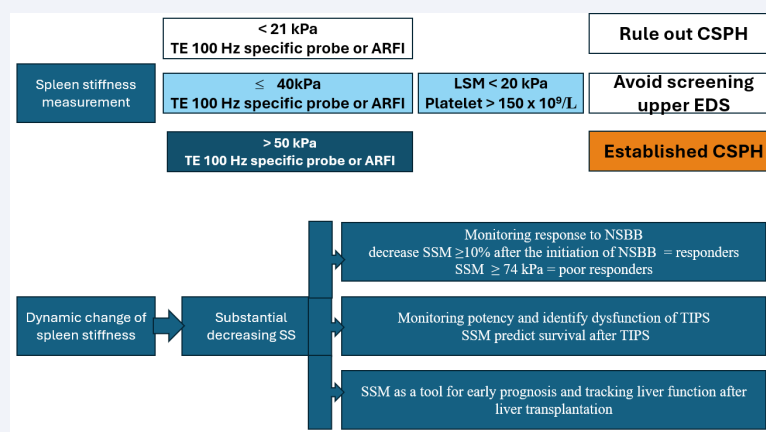 < 21 kPa
TE 100 Hz specific probe or ARFI
Rule out CSPH
Spleen stiffness
measurement
≤ 40kPa
TE 100 Hz specific probe or ARFI
LSM < 20 kPa
Platelet > 150 x 10⁹/L
Avoid screening
upper EDS
> 50 kPa
TE 100 Hz specific probe or ARFI
Established CSPH
Dynamic change of
spleen stiffness
Substantial
decreasing SS
Monitoring response to NSBB
decrease SSM ≥10% after the initiation of NSBB = responders
SSM ≥ 74 kPa = poor responders
Monitoring potency and identify dysfunction of TIPS
SSM predict survival after TIPS
SSM as a tool for early prognosis and tracking liver function after
liver transplantation